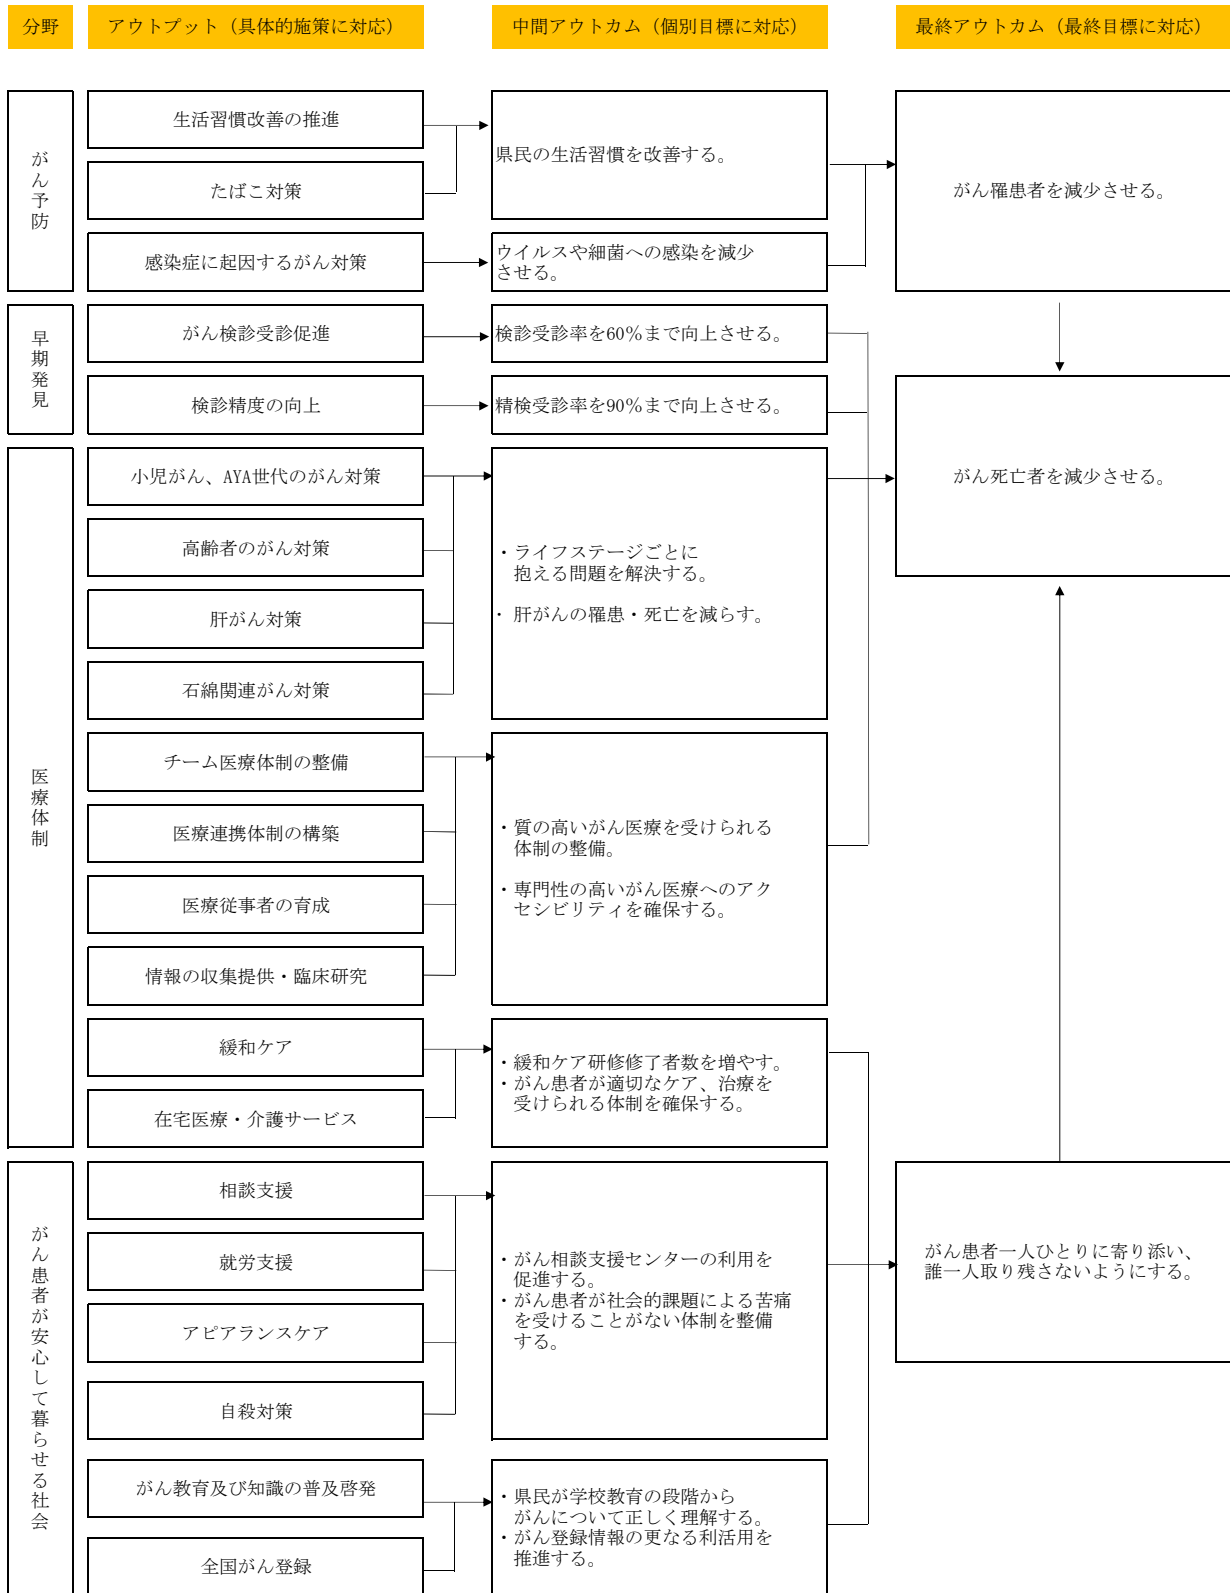 分野
アウトプット（具体的施策に対応）
中間アウトカム（個別目標に対応）
最終アウトカム（最終目標に対応）
がん予防
生活習慣改善の推進
たばこ対策
県民の生活習慣を改善する。
がん罹患者を減少させる。
感染症に起因するがん対策
ウイルスや細菌への感染を減少
させる。
早期発見
がん検診受診促進
検診受診率を60％まで向上させる。
検診精度の向上
精検受診率を90％まで向上させる。
がん死亡者を減少させる。
医療体制
小児がん、AYA世代のがん対策
高齢者のがん対策
肝がん対策
石綿関連がん対策
・ライフステージごとに
抱える問題を解決する。
・ 肝がんの罹患・死亡を減らす。
チーム医療体制の整備
医療連携体制の構築
医療従事者の育成
情報の収集提供・臨床研究
・質の高いがん医療を受けられる
体制の整備。
・専門性の高いがん医療へのアク
セシビリティを確保する。
緩和ケア
在宅医療・介護サービス
・緩和ケア研修修了者数を増やす。
・がん患者が適切なケア、治療を
受けられる体制を確保する。
がん患者が安心して暮らせる社会
相談支援
就労支援
アピアランスケア
自殺対策
・がん相談支援センターの利用を
促進する。
・がん患者が社会的課題による苦痛
を受けることがない体制を整備
する。
がん患者一人ひとりに寄り添い、
誰一人取り残さないようにする。
がん教育及び知識の普及啓発
全国がん登録
・県民が学校教育の段階から
がんについて正しく理解する。
・がん登録情報の更なる利活用を
推進する。